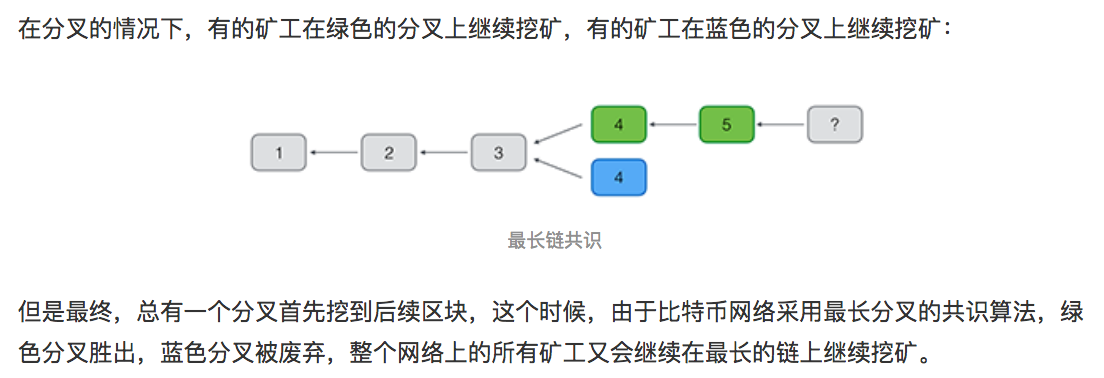 在分叉的情况下，有的矿工在绿色的分叉上继续挖矿，有的矿工在蓝色的分叉上继续挖矿：
4 5 ?
1 2 3
4
最长链共识
但是最终，总有一个分叉首先挖到后续区块，这个时候，由于比特币网络采用最长分叉的共识算法，绿
色分叉胜出，蓝色分叉被废弃，整个网络上的所有矿工又会继续在最长的链上继续挖矿。